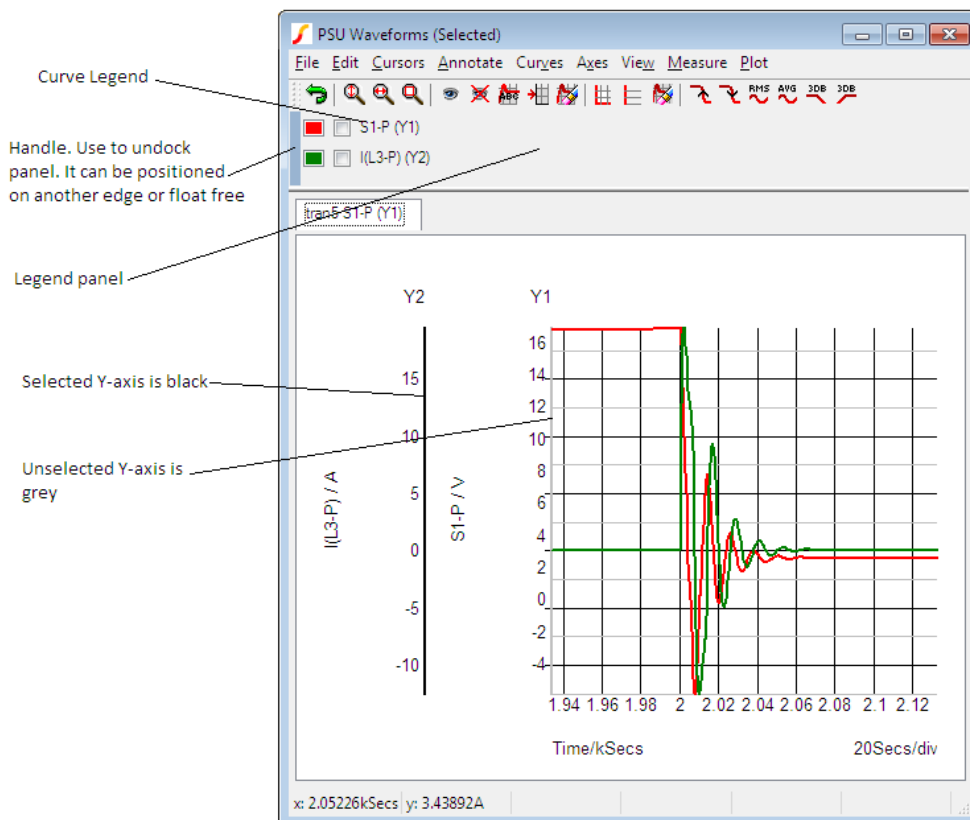 PSU Waveforms (Selected)
File Edit Cursors Annotate Curves Axes View Measure Plot
ABC RMS AVG 3DB 3DB
Curve Legend
S1-P (Y1)
I(L3-P) (Y2)
Handle. Use to undock
panel. It can be positioned
on another edge or float free
tran5 S1-P (Y1)
Legend panel
Y2 Y1
Selected Y-axis is black
Unselected Y-axis is
grey
I(L3-P) / A
15
10
5
0
-5
-10
S1-P / V
16
14
12
10
8
6
4
2
0
-2
-4
1.94 1.96 1.98 2 2.02 2.04 2.06 2.08 2.1 2.12
Time/kSecs 20Secs/div
x: 2.05226kSecs y: 3.43892A